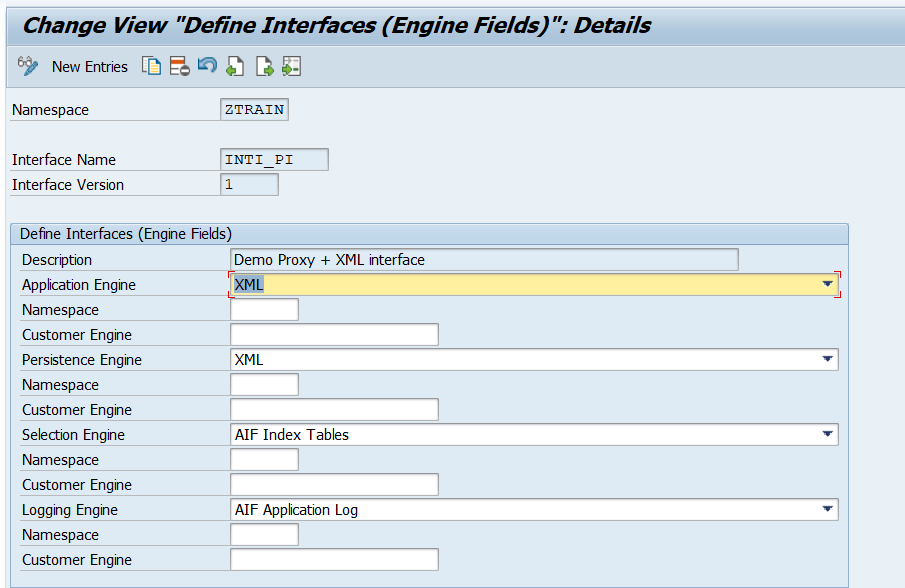 Change View "Define Interfaces (Engine Fields)": Details
New Entries
Namespace ZTRAIN
Interface Name INTI_PI
Interface Version 1
Define Interfaces (Engine Fields)
Description Demo Proxy + XML interface
Application Engine XML
Namespace
Customer Engine
Persistence Engine XML
Namespace
Customer Engine
Selection Engine AIF Index Tables
Namespace
Customer Engine
Logging Engine AIF Application Log
Namespace
Customer Engine